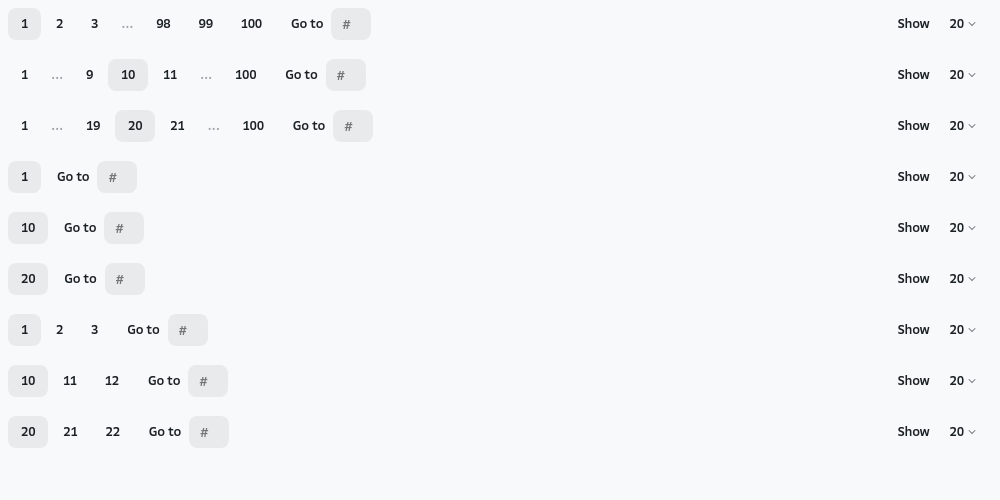 1 2 3 ... 98 99 100 Go to # Show 20
1 ... 9 10 11 ... 100 Go to # Show 20
1 ... 19 20 21 ... 100 Go to # Show 20
1 Go to # Show 20
10 Go to # Show 20
20 Go to # Show 20
1 2 3 Go to # Show 20
10 11 12 Go to # Show 20
20 21 22 Go to # Show 20